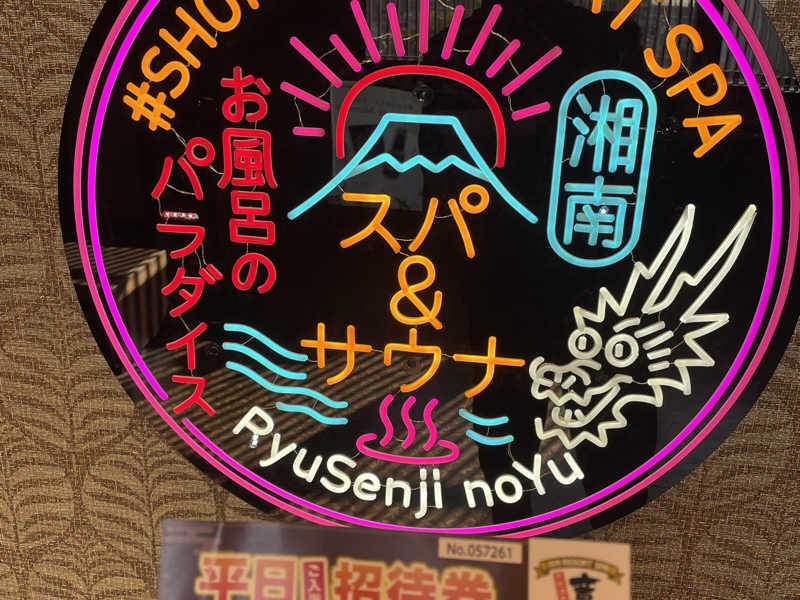 #SHO
SPA
湘南
お風呂の
パラダイス
スパ
&
サウナ
RyuSenji noYu
No.057261
平日 招待券